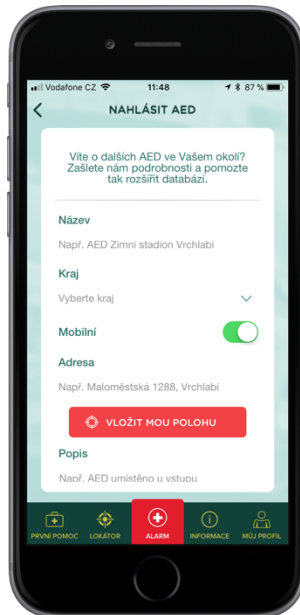 Vodafone CZ 11:48 87 %
NAHLÁSIT AED
Víte o dalších AED ve Vašem okolí?
Zašlete nám podrobnosti a pomozte
tak rozšířit databázi.
Název
Např. AED Zimní stadion Vrchlabí
Kraj
Vyberte kraj
Mobilní
Adresa
Např. Maloměstská 1288, Vrchlabí
VLOŽIT MOU POLOHU
Popis
Např. AED umístěno u vstupu
PRVNÍ POMOC LOKÁTOR ALARM INFORMACE MŮJ PROFIL